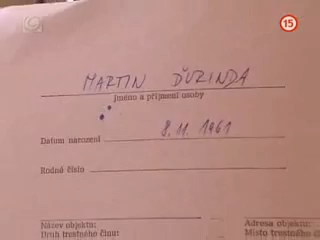 15
MARTIN ĎURINDA
jméno a příjmení osoby
Datum narození 8.11.1961
Rodné číslo
Název objektu: Adresa objektu:
Druh trestného činu: Místo trestného